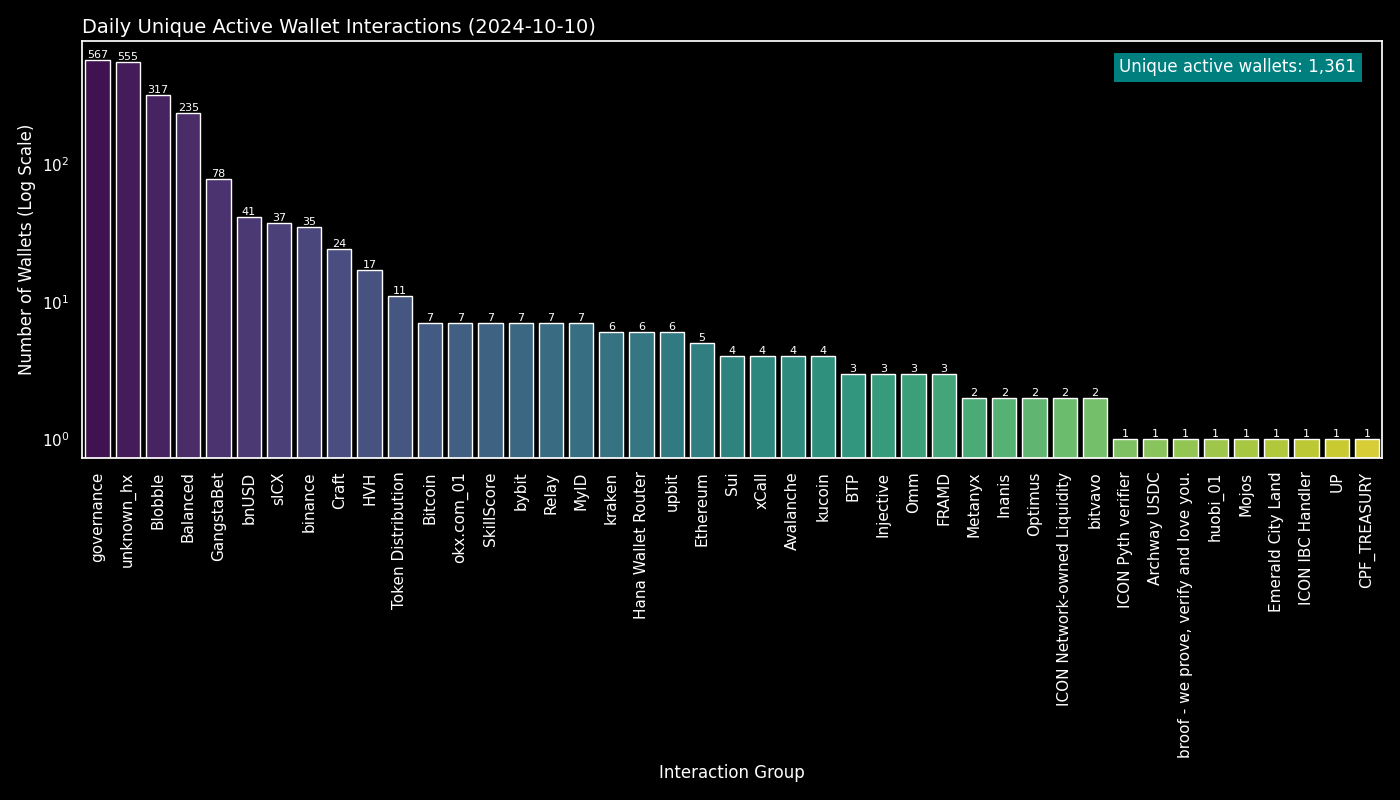 Daily Unique Active Wallet Interactions (2024-10-10)
Unique active wallets: 1,361
Number of Wallets (Log Scale)
10²
10¹
10⁰
567
555
317
235
78
41
37
35
24
17
11
7
7
7
7
7
7
6
6
6
5
4
4
4
4
3
3
3
3
2
2
2
2
2
1
1
1
1
1
1
1
1
1
governance
unknown_hx
Blobble
Balanced
GangstaBet
bnUSD
sICX
binance
Craft
HVH
Token Distribution
Bitcoin
okx.com_01
SkillScore
bybit
Relay
MyID
kraken
Hana Wallet Router
upbit
Ethereum
Sui
xCall
Avalanche
kucoin
BTP
Injective
Omm
FRAMD
Metanyx
Inanis
Optimus
ICON Network-owned Liquidity
bitvavo
ICON Pyth verifier
Archway USDC
broof - we prove, verify and love you.
huobi_01
Mojos
Emerald City Land
ICON IBC Handler
UP
CPF_TREASURY
Interaction Group